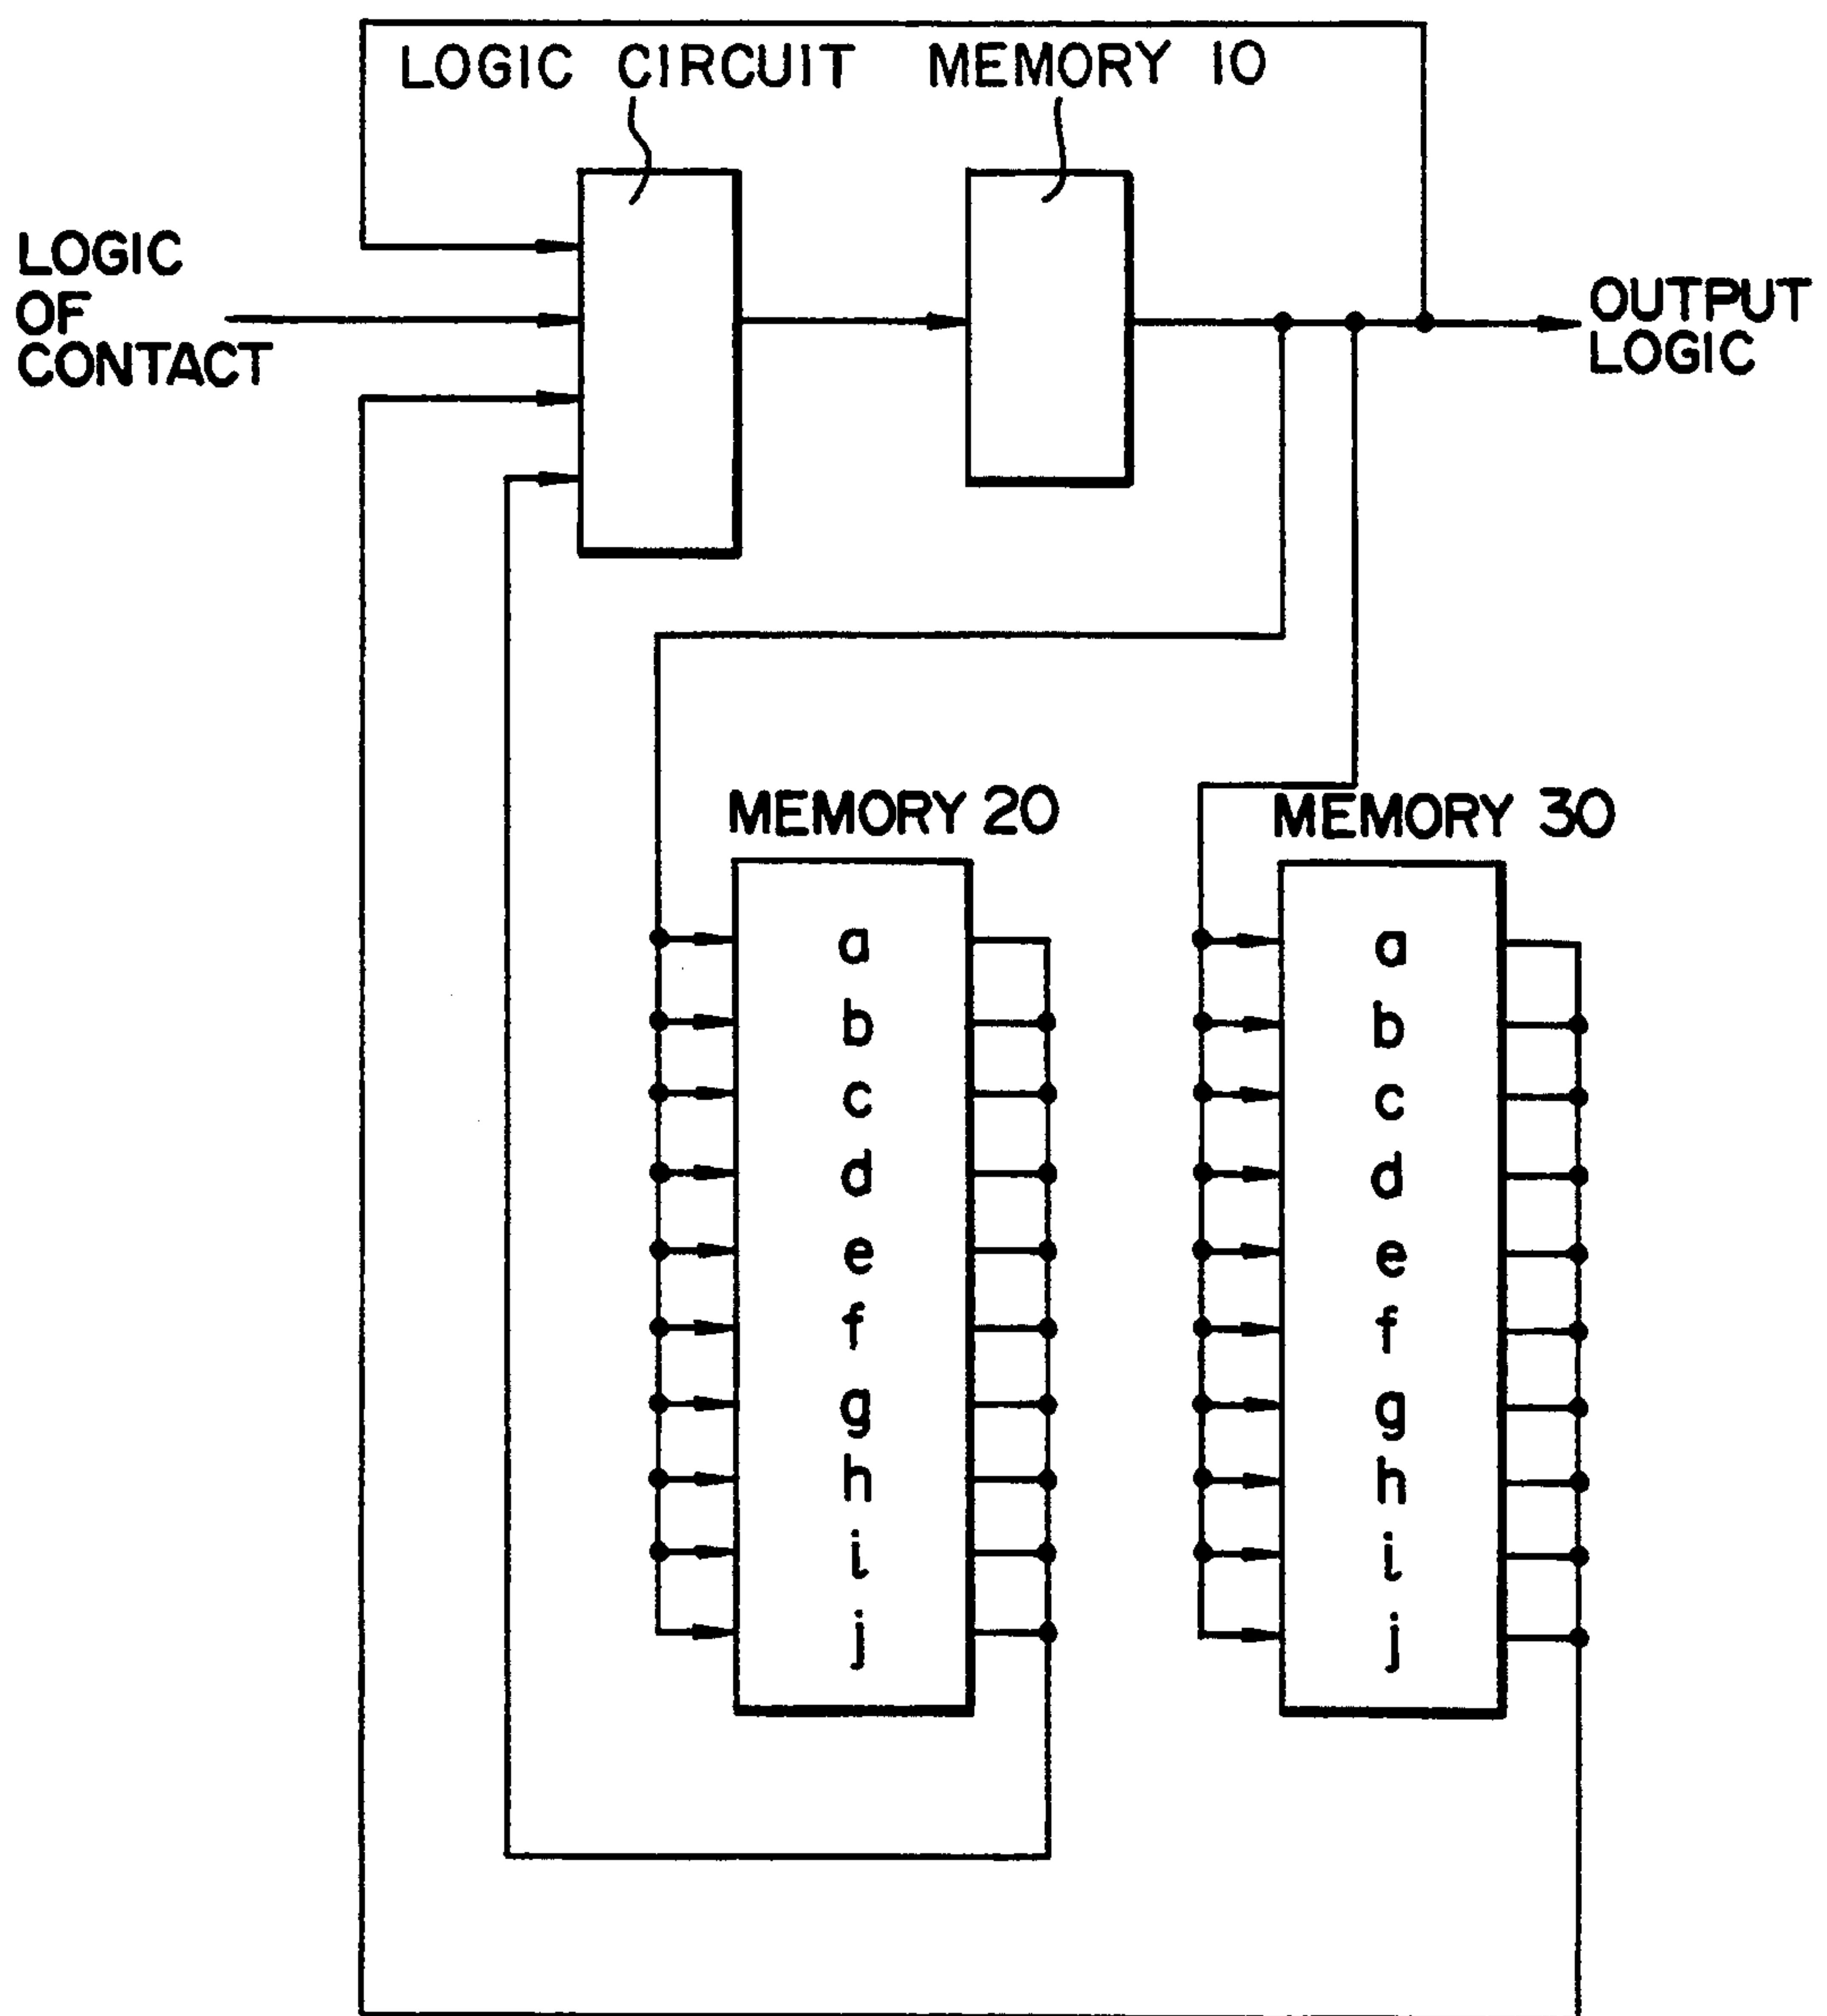 LOGIC CIRCUIT
MEMORY 10
LOGIC
OF
CONTACT
OUTPUT
LOGIC
MEMORY 20
a
b
c
d
e
f
g
h
i
j
MEMORY 30
a
b
c
d
e
f
g
h
i
j